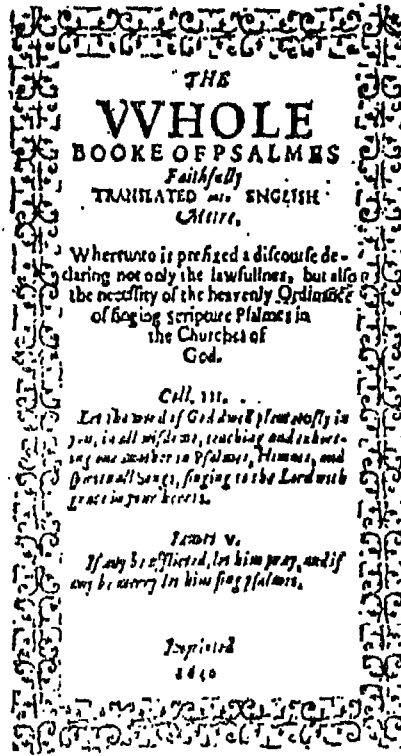 THE
VVHOLE
BOOKE OF PSALMES
Faithfully
TRANSLATED into ENGLISH
Metre.
Whereunto is prefixed a discourse de-
claring not only the lawfullnes, but also
the necessity of the heavenly Ordinance
of singing Scripture Psalmes in
the Churches of
God.
Coll. III.
Let the word of God dwell plenteously in
you, in all wisdome, teaching and exhort-
ing one another in Psalmes, Himnes, and
spirituall Songs, singing to the Lord with
grace in your hearts.
Iames V.
If any be afflicted, let him pray, and if
any be merry let him sing psalmes.
Imprinted
1640